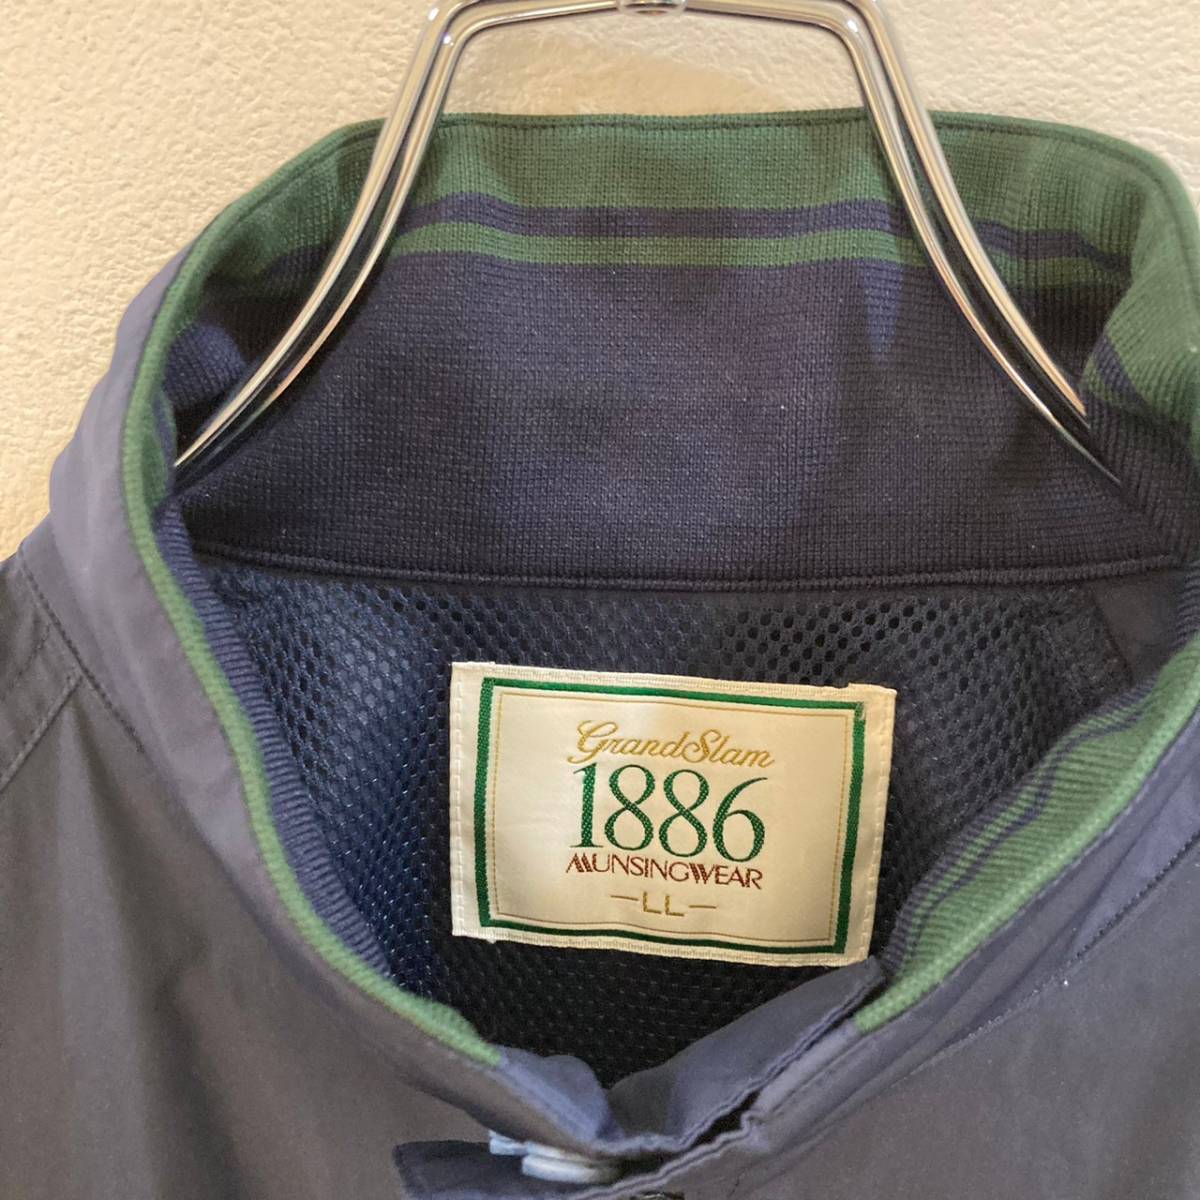 GrandSlam
1886
MUNSINGWEAR
-LL-